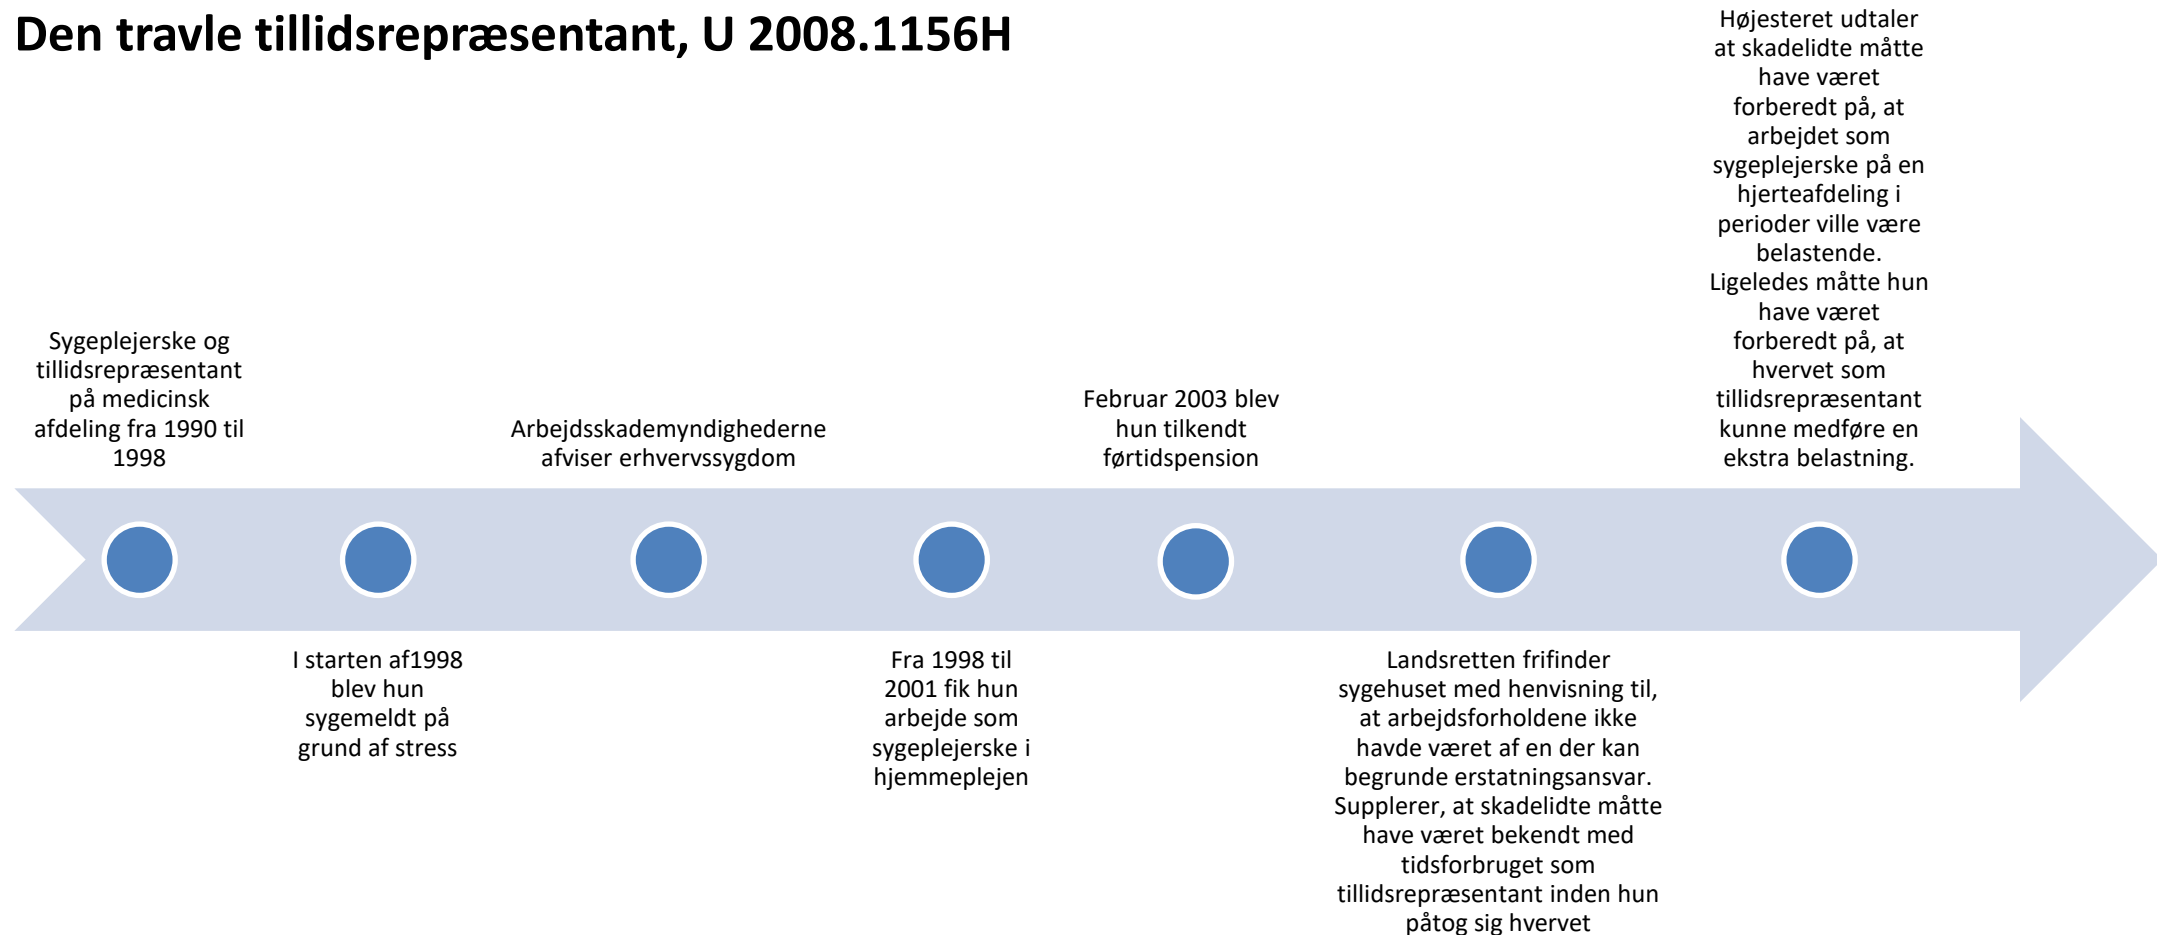 Den travle tillidsrepræsentant, U 2008.1156H
Sygeplejerske og
tillidsrepræsentant
på medicinsk
afdeling fra 1990 til
1998
I starten af1998
blev hun
sygemeldt på
grund af stress
Arbejdsskademyndighederne
afviser erhvervssygdom
Fra 1998 til
2001 fik hun
arbejde som
sygeplejerske i
hjemmeplejen
Februar 2003 blev
hun tilkendt
førtidspension
Landsretten frifinder
sygehuset med henvisning til,
at arbejdsforholdene ikke
havde været af en der kan
begrunde erstatningsansvar.
Supplerer, at skadelidte måtte
have været bekendt med
tidsforbruget som
tillidsrepræsentant inden hun
påtog sig hvervet
Højesteret udtaler
at skadelidte måtte
have været
forberedt på, at
arbejdet som
sygeplejerske på en
hjerteafdeling i
perioder ville være
belastende.
Ligeledes måtte hun
have været
forberedt på, at
hvervet som
tillidsrepræsentant
kunne medføre en
ekstra belastning.